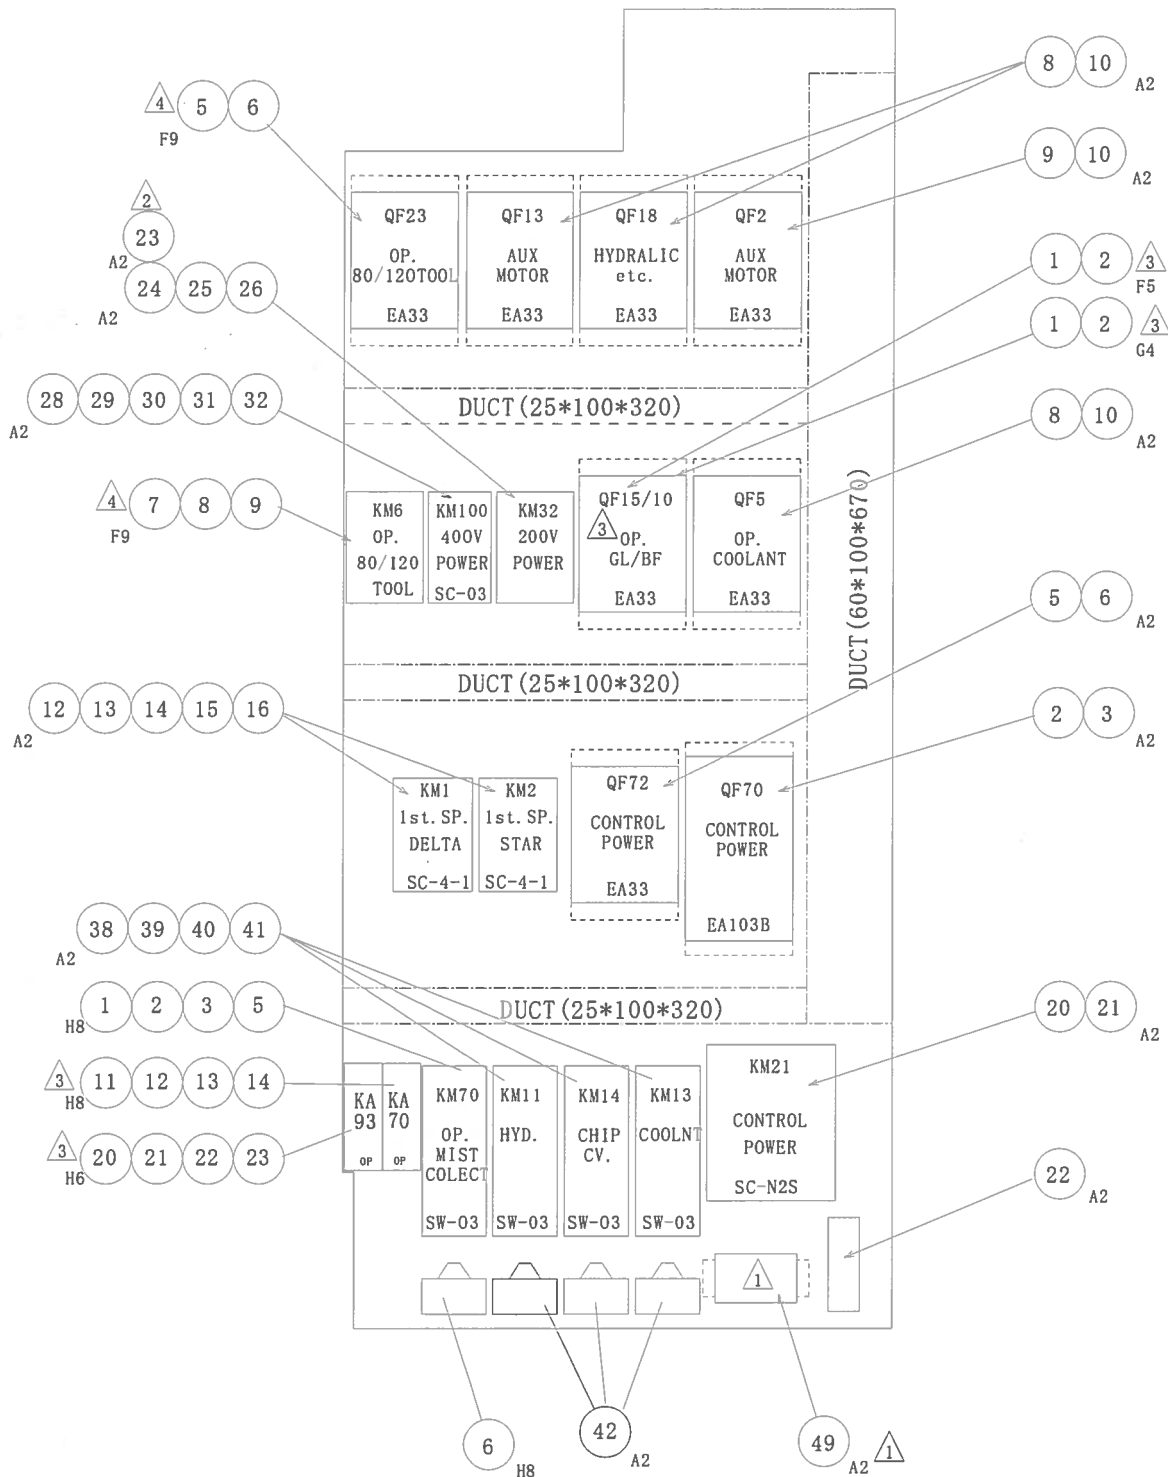 8 10
A2
4 5 6
F9
9 10
A2
2
23
A2
24 25 26
A2
QF23
OP.
80/120TOOL
EA33
QF13
AUX
MOTOR
EA33
QF18
HYDRALIC
etc.
EA33
QF2
AUX
MOTOR
EA33
1 2 3
F5
1 2 3
G4
28 29 30 31 32
A2
DUCT(25*100*320)
8 10
A2
4 7 8 9
F9
KM6
OP.
80/120
TOOL
KM100
400V
POWER
SC-03
KM32
200V
POWER
QF15/10
3
OP.
GL/BF
EA33
QF5
OP.
COOLANT
EA33
DUCT(60*100*670)
5 6
A2
DUCT(25*100*320)
12 13 14 15 16
A2
2 3
A2
KM1
1st.SP.
DELTA
SC-4-1
KM2
1st.SP.
STAR
SC-4-1
QF72
CONTROL
POWER
EA33
QF70
CONTROL
POWER
EA103B
38 39 40 41
A2
1 2 3 5
H8
DUCT(25*100*320)
20 21
A2
3 11 12 13 14
H8
3 20 21 22 23
H6
KA
93
OP
KA
70
OP
KM70
OP.
MIST
COLECT
SW-03
KM11
HYD.
SW-03
KM14
CHIP
CV.
SW-03
KM13
COOLNT
SW-03
KM21
CONTROL
POWER
SC-N2S
22
A2
1
6
H8
42
A2
49
A2 1